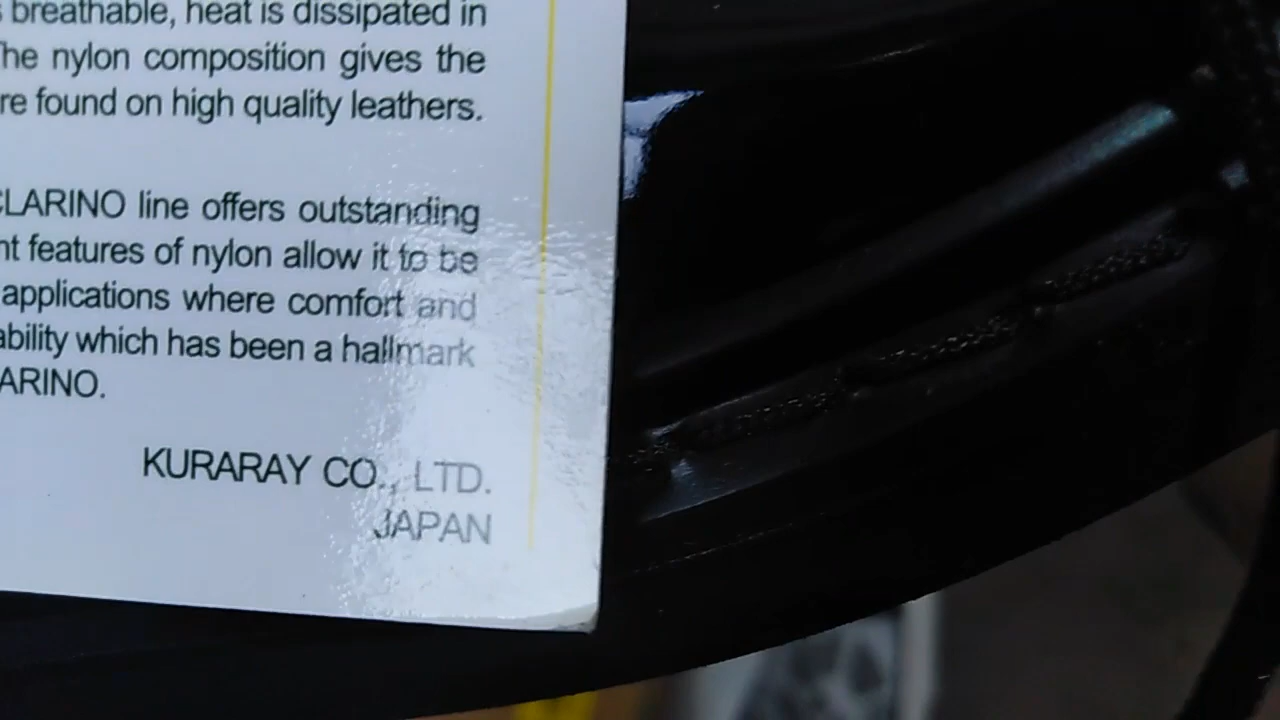 breathable, heat is dissipated in
The nylon composition gives the
re found on high quality leathers.
CLARINO line offers outstanding
nt features of nylon allow it to be
applications where comfort and
ability which has been a hallmark
ARINO.
KURARAY CO., LTD.
JAPAN